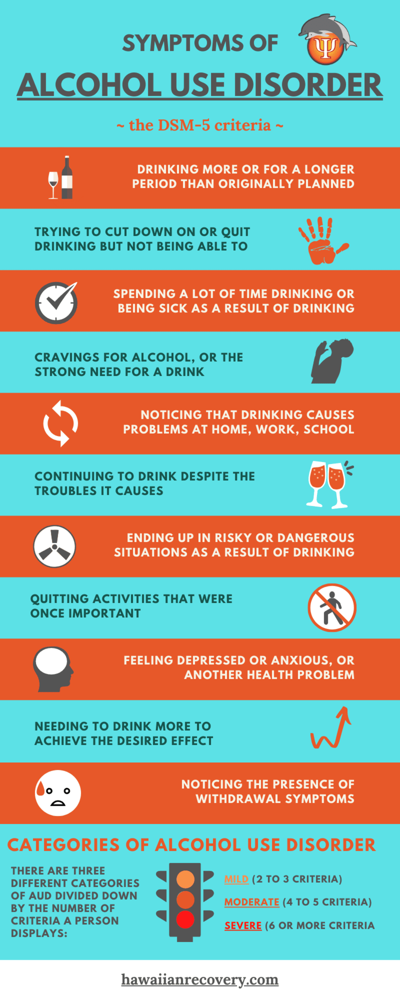 SYMPTOMS OF
Ψ
ALCOHOL USE DISORDER
~ the DSM-5 criteria ~
DRINKING MORE OR FOR A LONGER
PERIOD THAN ORIGINALLY PLANNED
TRYING TO CUT DOWN ON OR QUIT
DRINKING BUT NOT BEING ABLE TO
SPENDING A LOT OF TIME DRINKING OR
BEING SICK AS A RESULT OF DRINKING
CRAVINGS FOR ALCOHOL, OR THE
STRONG NEED FOR A DRINK
NOTICING THAT DRINKING CAUSES
PROBLEMS AT HOME, WORK, SCHOOL
CONTINUING TO DRINK DESPITE THE
TROUBLES IT CAUSES
ENDING UP IN RISKY OR DANGEROUS
SITUATIONS AS A RESULT OF DRINKING
QUITTING ACTIVITIES THAT WERE
ONCE IMPORTANT
FEELING DEPRESSED OR ANXIOUS, OR
ANOTHER HEALTH PROBLEM
NEEDING TO DRINK MORE TO
ACHIEVE THE DESIRED EFFECT
NOTICING THE PRESENCE OF
WITHDRAWAL SYMPTOMS
CATEGORIES OF ALCOHOL USE DISORDER
THERE ARE THREE
DIFFERENT CATEGORIES
OF AUD DIVIDED DOWN
BY THE NUMBER OF
CRITERIA A PERSON
DISPLAYS:
MILD (2 TO 3 CRITERIA)
MODERATE (4 TO 5 CRITERIA)
SEVERE (6 OR MORE CRITERIA
hawaiianrecovery.com